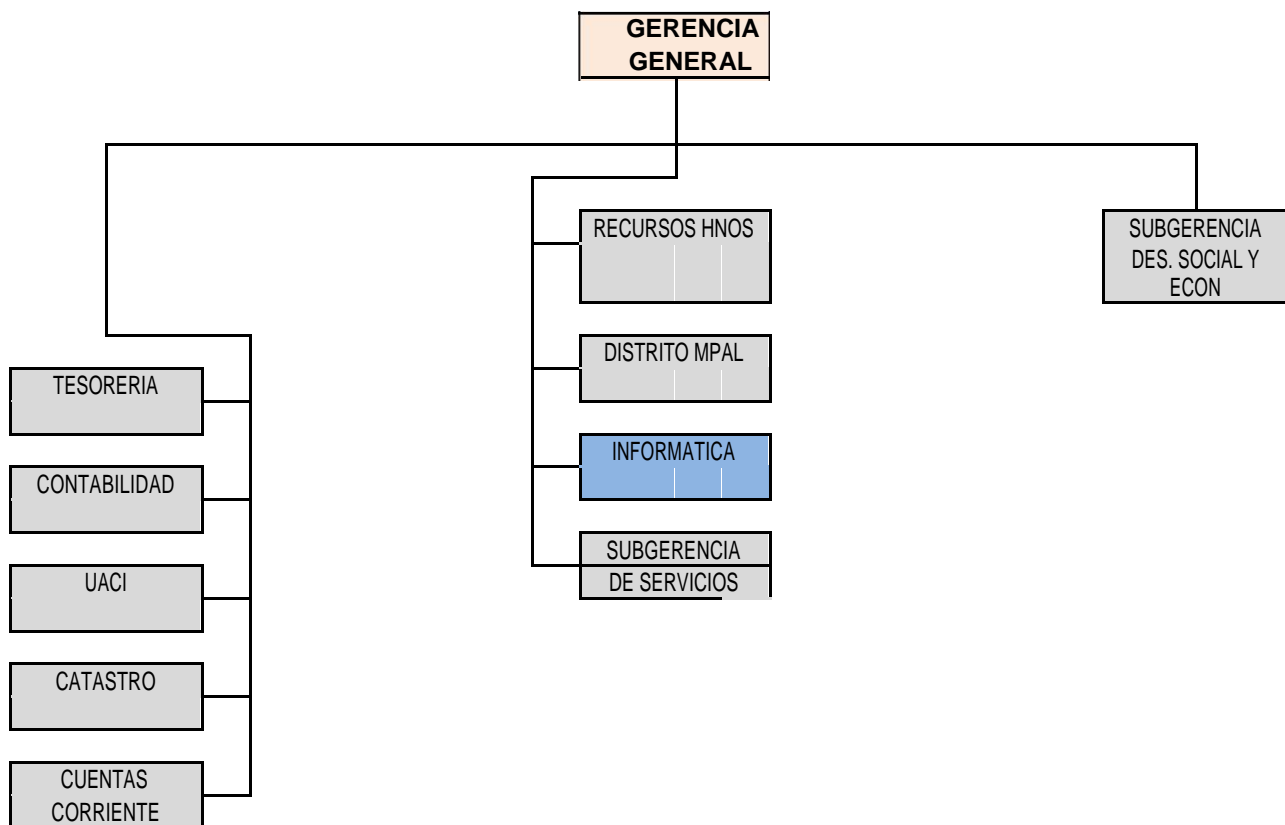 GERENCIA
GENERAL
RECURSOS HNOS
SUBGERENCIA
DES. SOCIAL Y
ECON
DISTRITO MPAL
TESORERIA
INFORMATICA
CONTABILIDAD
SUBGERENCIA
DE SERVICIOS
UACI
CATASTRO
CUENTAS
CORRIENTE